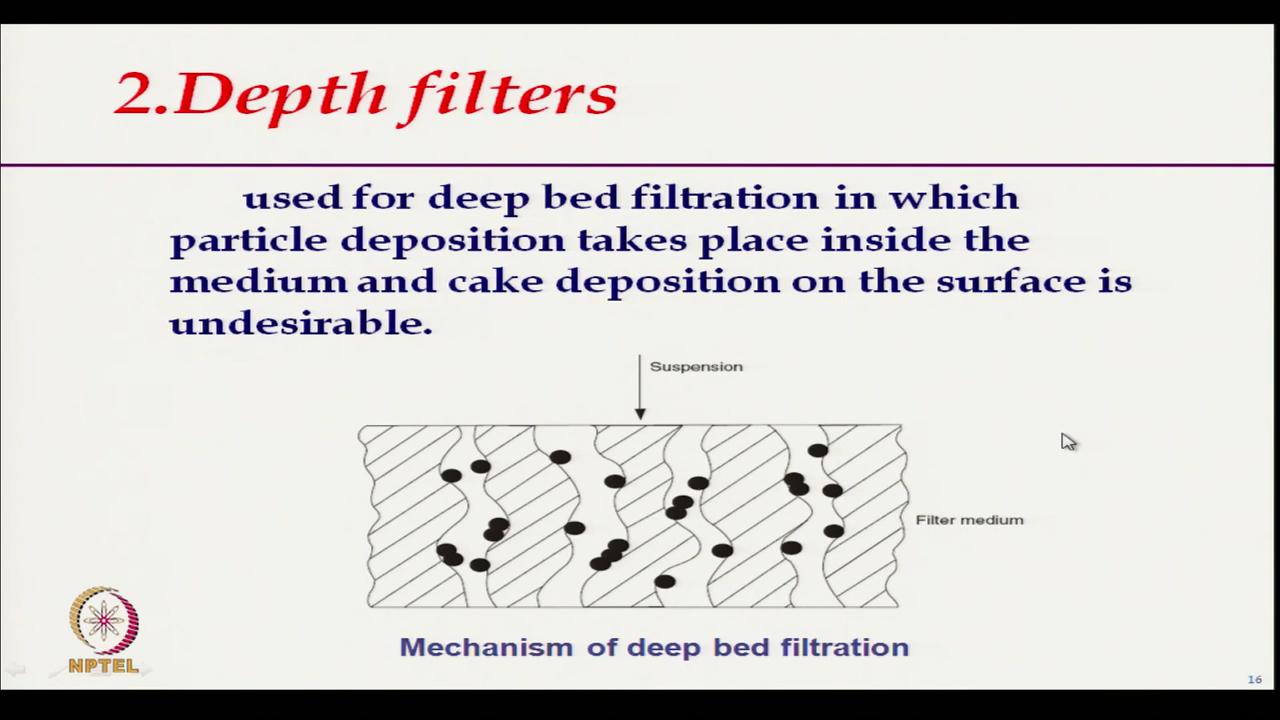 2.Depth filters
used for deep bed filtration in which
particle deposition takes place inside the
medium and cake deposition on the surface is
undesirable.
Suspension
Filter medium
Mechanism of deep bed filtration
NPTEL
16